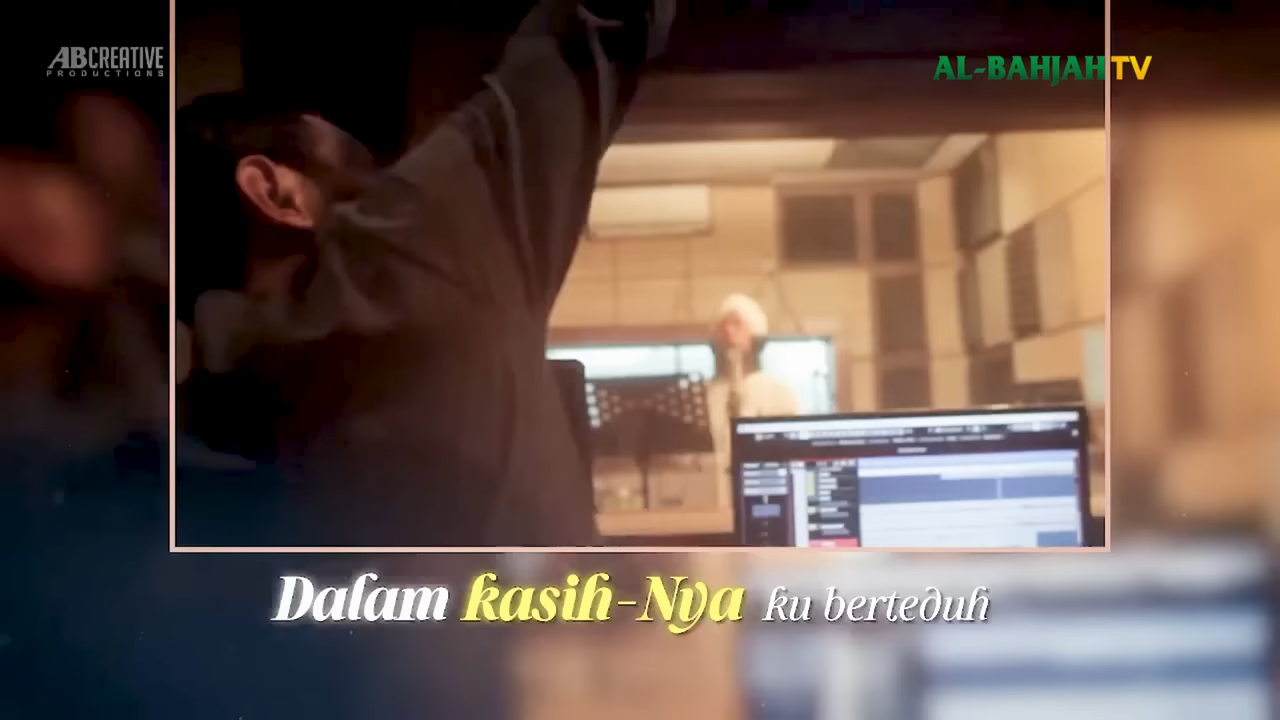 ABCREATIVE
PRODUCTIONS
AL-BAHJAH TV
Dalam kasih-Nya ku berteduh